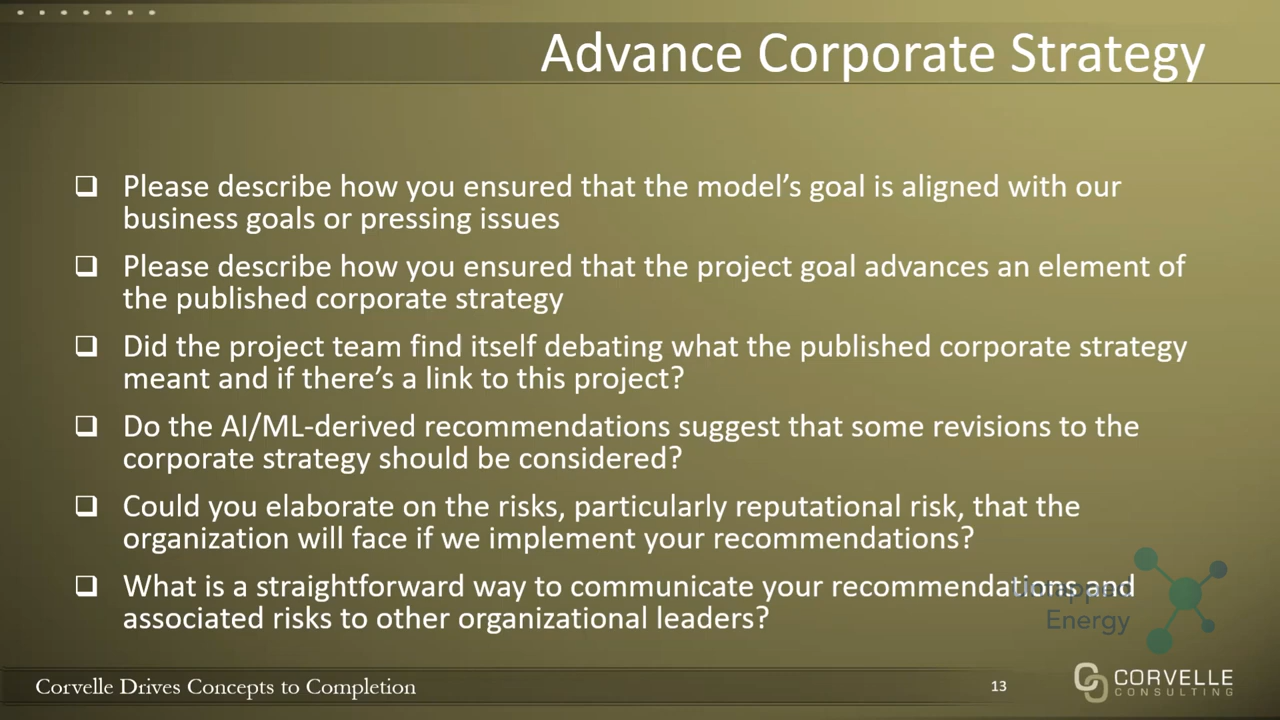 Advance Corporate Strategy
❑ Please describe how you ensured that the model’s goal is aligned with our
business goals or pressing issues
❑ Please describe how you ensured that the project goal advances an element of
the published corporate strategy
❑ Did the project team find itself debating what the published corporate strategy
meant and if there’s a link to this project?
❑ Do the AI/ML-derived recommendations suggest that some revisions to the
corporate strategy should be considered?
❑ Could you elaborate on the risks, particularly reputational risk, that the
organization will face if we implement your recommendations?
❑ What is a straightforward way to communicate your recommendations and
associated risks to other organizational leaders?
Untapped
Energy
Corvelle Drives Concepts to Completion
13
CORVELLE
CONSULTING